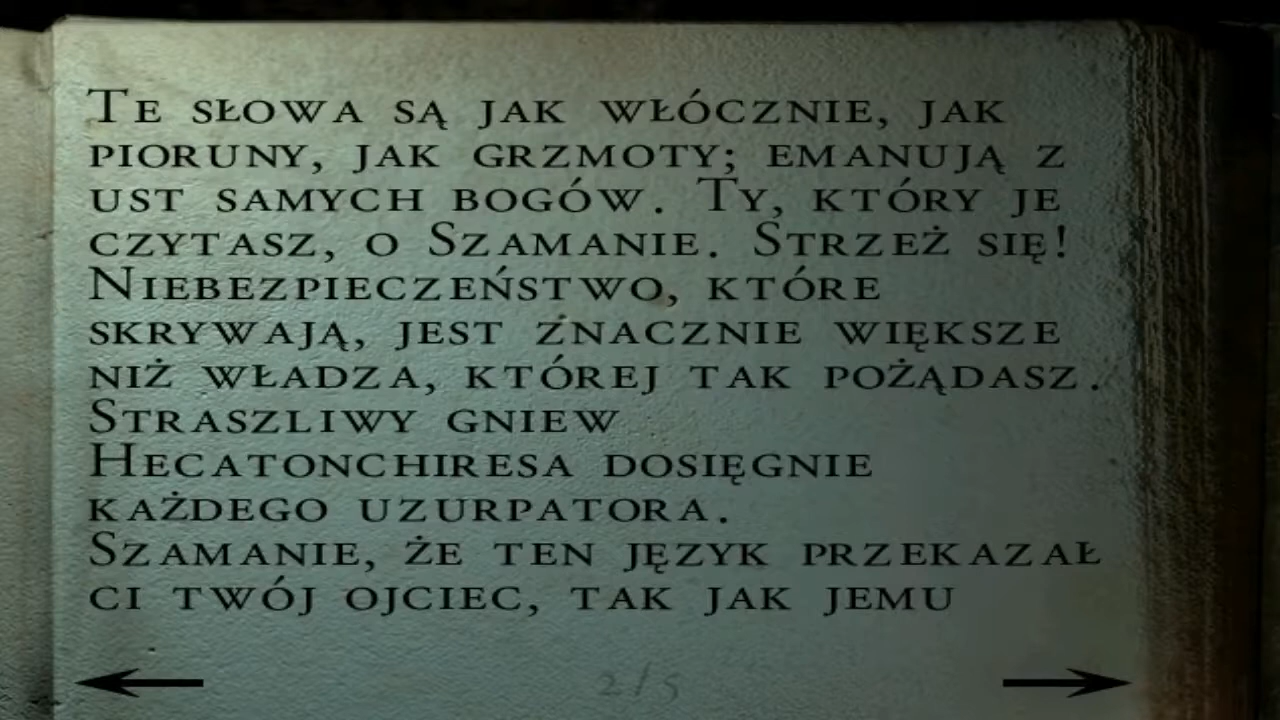 Te słowa są jak włócznie, jak
pioruny, jak grzmoty; emanują z
ust samych bogów. Ty, który je
czytasz, o Szamanie. Strzeż się!
Niebezpieczeństwo, które
skrywają, jest znacznie większe
niż władza, której tak pożądasz.
Straszliwy gniew
Hecatonchiresa dosięgnie
każdego uzurpatora.
Szamanie, że ten język przekazał
ci twój ojciec, tak jak jemu
2/5